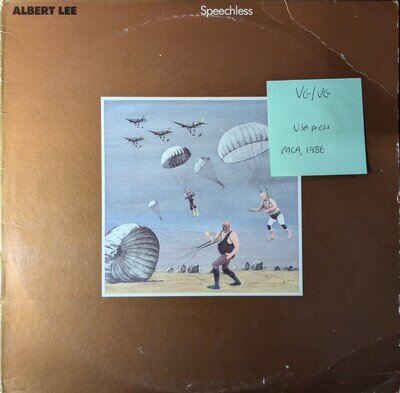 ALBERT LEE
Speechless
VG/VG
USA PRESS
MCA, 1986